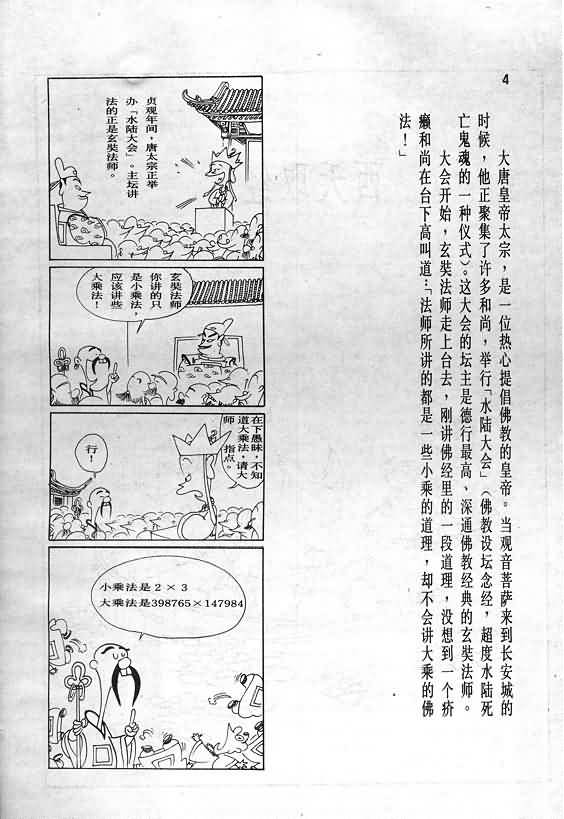 4
大唐皇帝太宗，是一位热心提倡佛教的皇帝。当观音菩萨来到长安城的
时候，他正聚集了许多和尚，举行「水陆大会」（佛教设坛念经，超度水陆死
亡鬼魂的一种仪式）。这大会的坛主是德行最高、深通佛教经典的玄奘法师。
大会开始，玄奘法师走上台去，刚讲佛经里的一段道理，没想到一个疥
癞和尚在台下高叫道：「法师所讲的都是一些小乘的道理，却不会讲大乘的佛
法！」
贞观年间，唐太宗正举
办「水陆大会」。主坛讲
法的正是玄奘法师。
玄奘法师
你讲的只
是小乘法，
应该讲些
大乘法！
在下愚昧，不知
道大乘法，请大
师指点。
行！
小乘法是2×3
大乘法是398765×147984